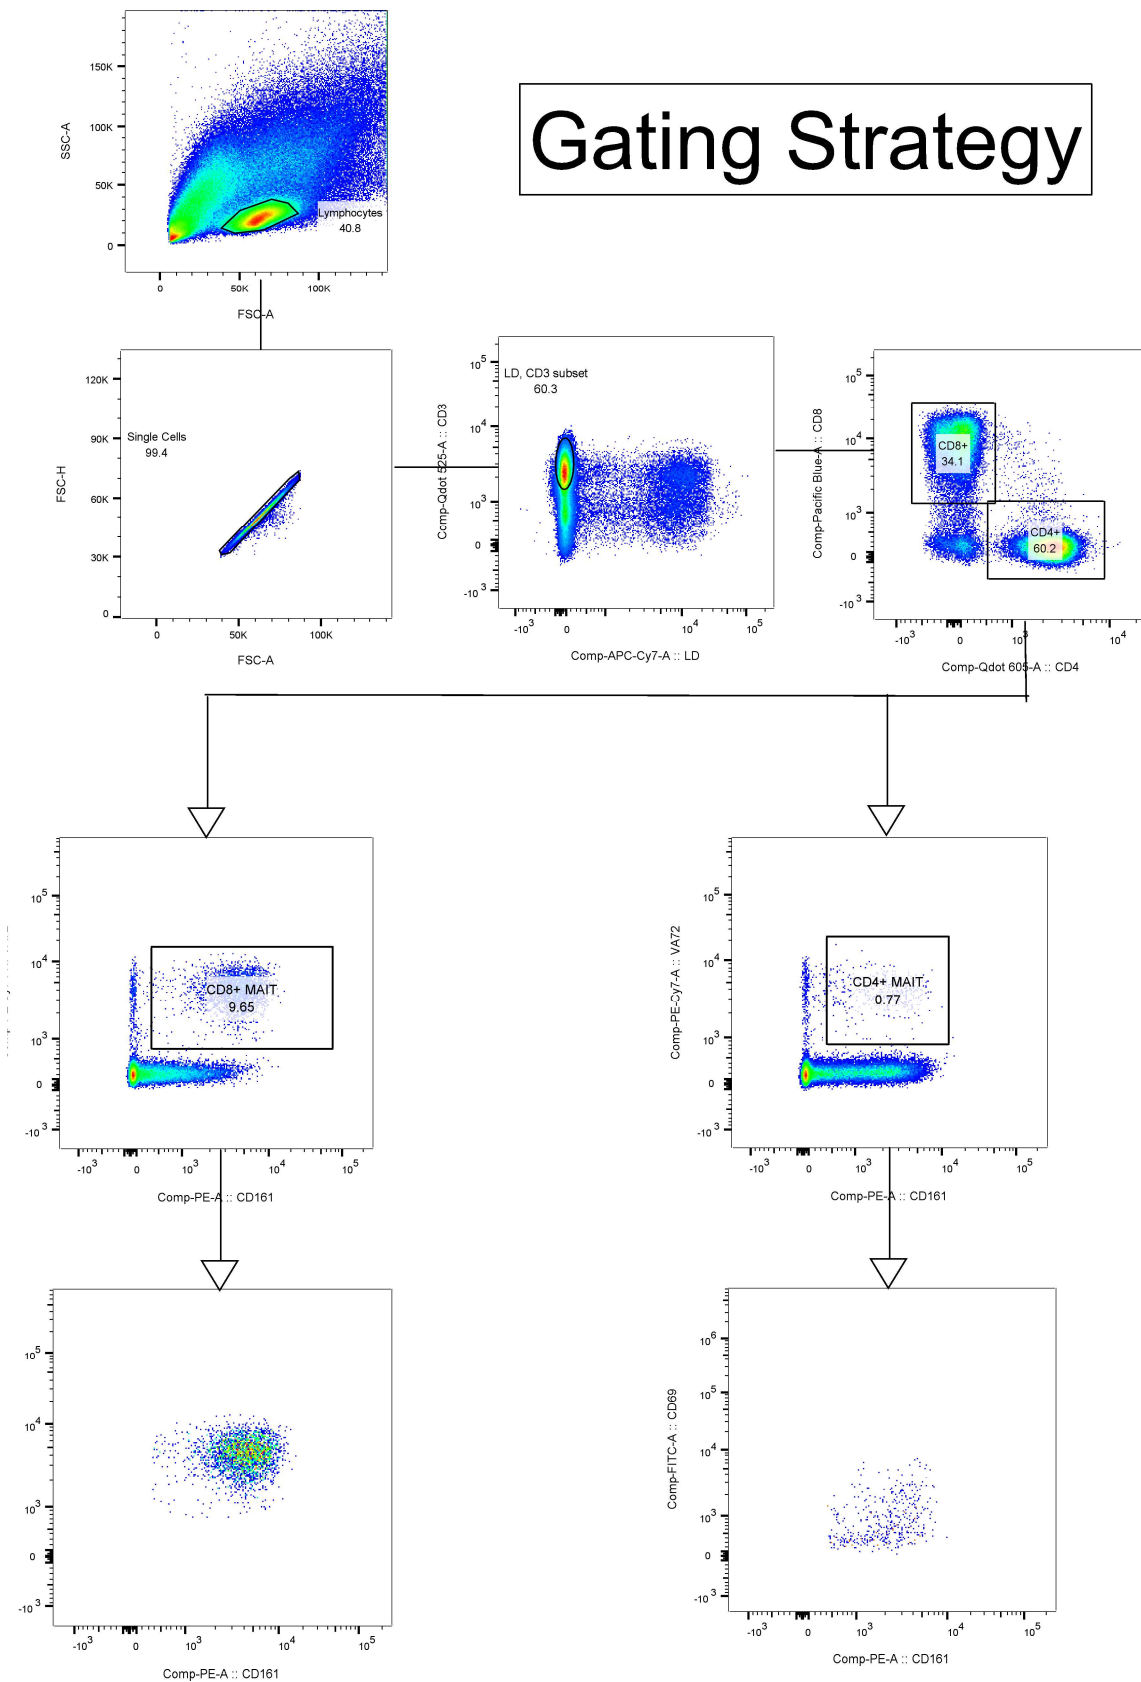 Gating Strategy
SSC-A
150K
100K
50K
0
Lymphocytes
40.8
0
50K
100K
FSC-A
FSC-H
120K
90K
60K
30K
0
Single Cells
99.4
0
50K
100K
FSC-A
Comp-Qdot 525-A :: CD3
10^5
10^4
10^3
0
-10^3
LD, CD3 subset
60.3
-10^3
0
10^4
10^5
Comp-APC-Cy7-A :: LD
Comp-Pacific Blue-A :: CD8
10^5
10^4
10^3
0
-10^3
CD8+
34.1
CD4+
60.2
-10^3
0
10^3
10^4
Comp-Qdot 605-A :: CD4
10^5
10^4
10^3
0
-10^3
CD8+ MAIT
9.65
-10^3
0
10^3
10^4
10^5
Comp-PE-A :: CD161
Comp-PE-Cy7-A :: VA72
10^5
10^4
10^3
0
-10^3
CD4+ MAIT
0.77
-10^3
0
10^3
10^4
10^5
Comp-PE-A :: CD161
10^5
10^4
10^3
0
-10^3
-10^3
0
10^3
10^4
10^5
Comp-PE-A :: CD161
Comp-FITC-A :: CD69
10^6
10^5
10^4
10^3
0
-10^3
-10^3
0
10^3
10^4
10^5
Comp-PE-A :: CD161